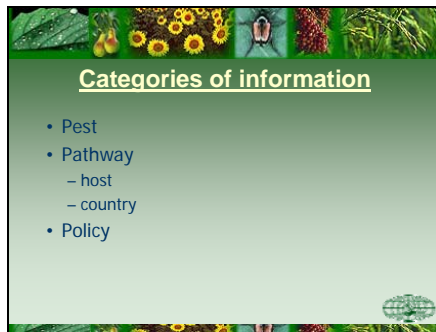 Categories of information
• Pest
• Pathway
– host
– country
• Policy